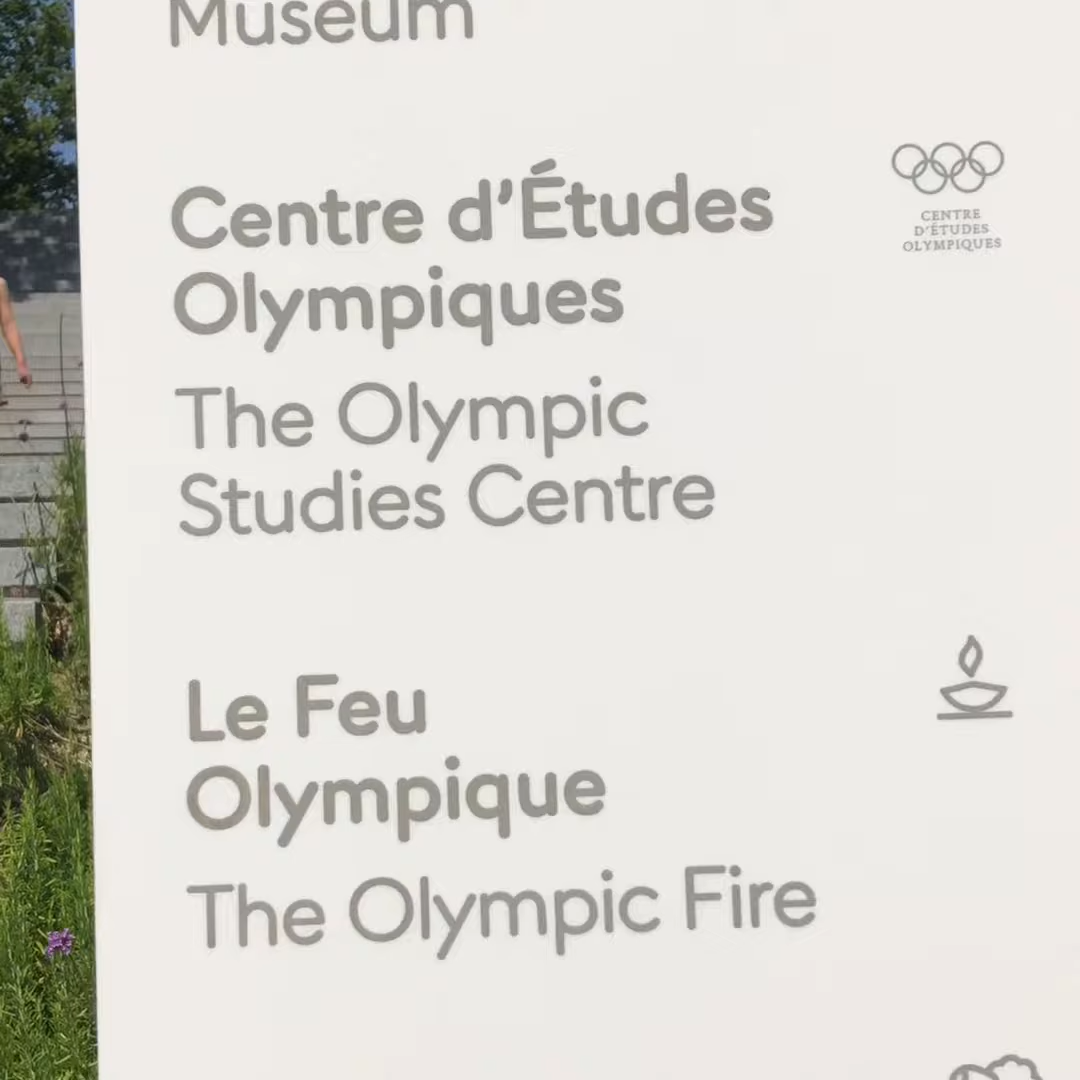 Museum
Centre d'Études
Olympiques
CENTRE
D'ÉTUDES
OLYMPIQUES
The Olympic
Studies Centre
Le Feu
Olympique
The Olympic Fire